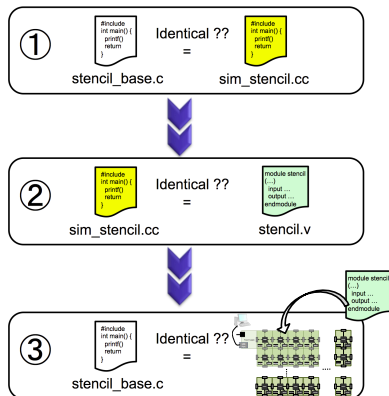 ①
#include
int main() {
printf()
return
}
stencil_base.c
Identical ??
=
#include
int main() {
printf()
return
}
sim_stencil.cc
②
#include
int main() {
printf()
return
}
sim_stencil.cc
Identical ??
=
module stencil
(...)
input ...
output ...
endmodule
stencil.v
③
#include
int main() {
printf()
return
}
stencil_base.c
Identical ??
=
module stencil
(...)
input ...
output ...
endmodule